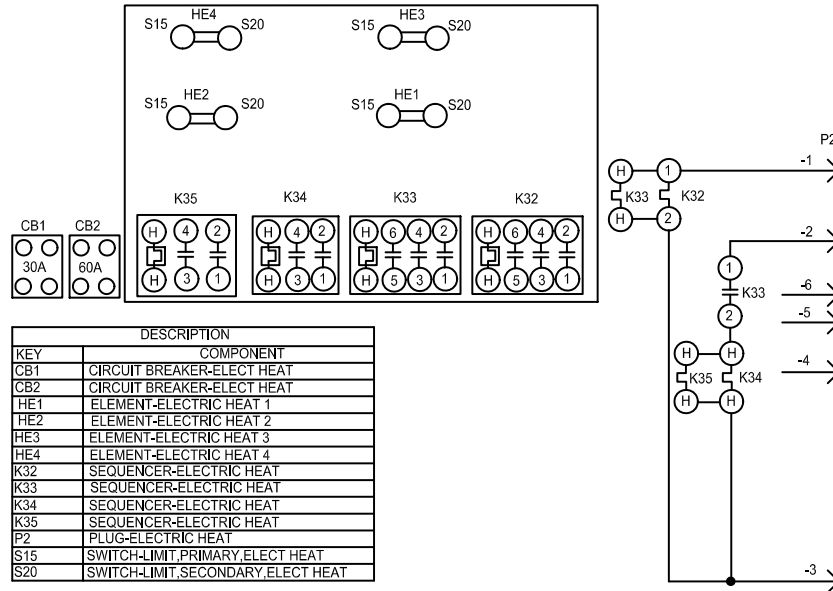 HE4 HE3
S15 S20 S15 S20
HE2 HE1
S15 S20 S15 S20
K35 K34 K33 K32
H 4 2 H 4 2 H 6 4 2 H 6 4 2
H 3 1 H 3 1 H 5 3 1 H 5 3 1
CB1 CB2
30A 60A
DESCRIPTION
KEY COMPONENT
CB1 CIRCUIT BREAKER-ELECT HEAT
CB2 CIRCUIT BREAKER-ELECT HEAT
HE1 ELEMENT-ELECTRIC HEAT 1
HE2 ELEMENT-ELECTRIC HEAT 2
HE3 ELEMENT-ELECTRIC HEAT 3
HE4 ELEMENT-ELECTRIC HEAT 4
K32 SEQUENCER-ELECTRIC HEAT
K33 SEQUENCER-ELECTRIC HEAT
K34 SEQUENCER-ELECTRIC HEAT
K35 SEQUENCER-ELECTRIC HEAT
P2 PLUG-ELECTRIC HEAT
S15 SWITCH-LIMIT,PRIMARY,ELECT HEAT
S20 SWITCH-LIMIT,SECONDARY,ELECT HEAT
P2
H 1 -1
K33 K32
H 2
-2
1
K33 -6
2 -5
H H -4
K35 K34
H H
-3